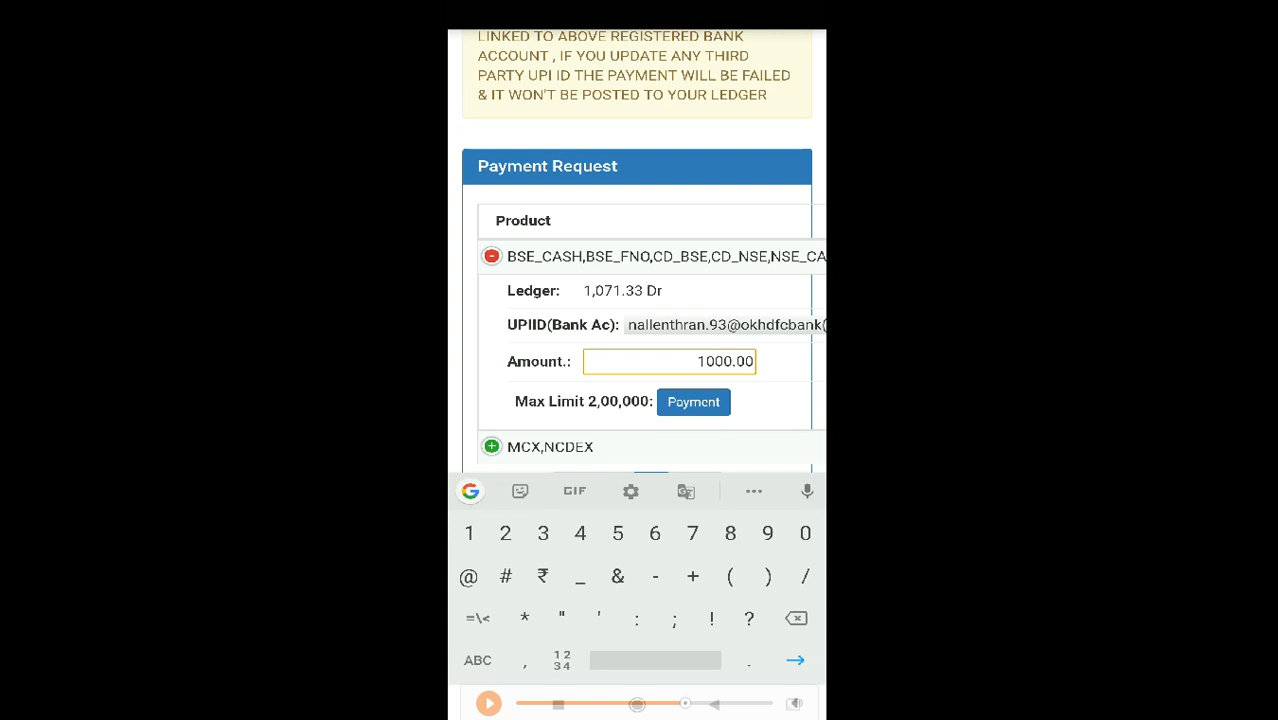 LINKED TO ABOVE REGISTERED BANK
ACCOUNT , IF YOU UPDATE ANY THIRD
PARTY UPI ID THE PAYMENT WILL BE FAILED
& IT WON'T BE POSTED TO YOUR LEDGER
Payment Request
Product
BSE_CASH,BSE_FNO,CD_BSE,CD_NSE,NSE_CA
Ledger: 1,071.33 Dr
UPIID(Bank Ac): nallenthran.93@okhdfcbank(
Amount.: 1000.00
Max Limit 2,00,000: Payment
MCX,NCDEX
GIF
1 2 3 4 5 6 7 8 9 0
@ # ₹ _ & - + ( ) /
=\< * " ' : ; ! ?
ABC , 12 .
34